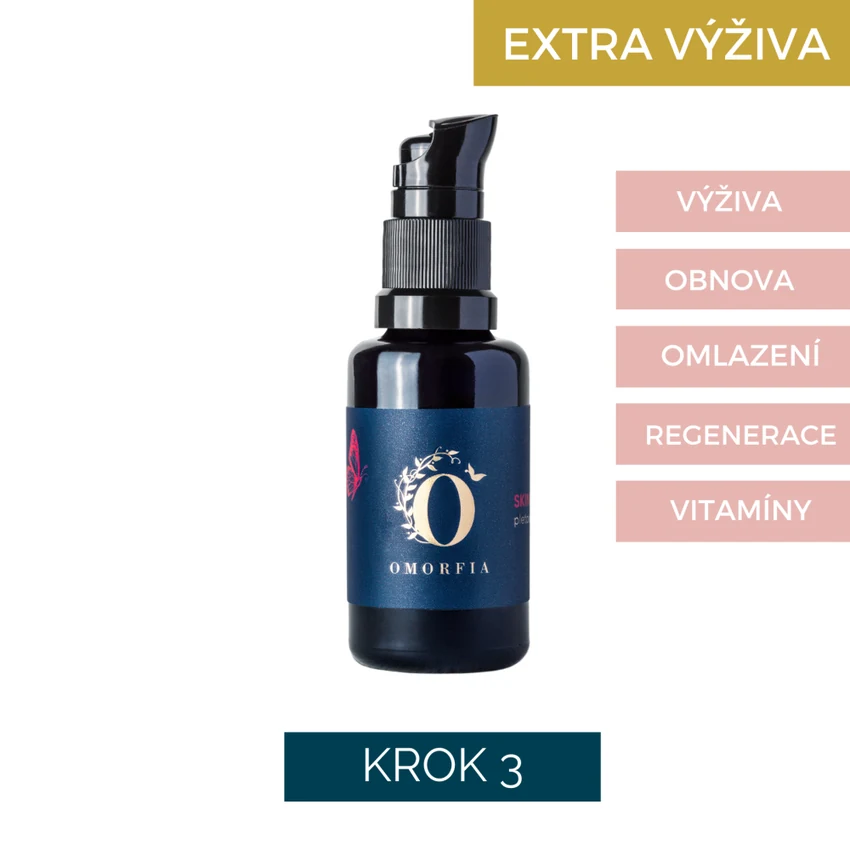 EXTRA VÝŽIVA
VÝŽIVA
OBNOVA
OMLAZENÍ
REGENERACE
VITAMÍNY
O
OMORFIA
KROK 3